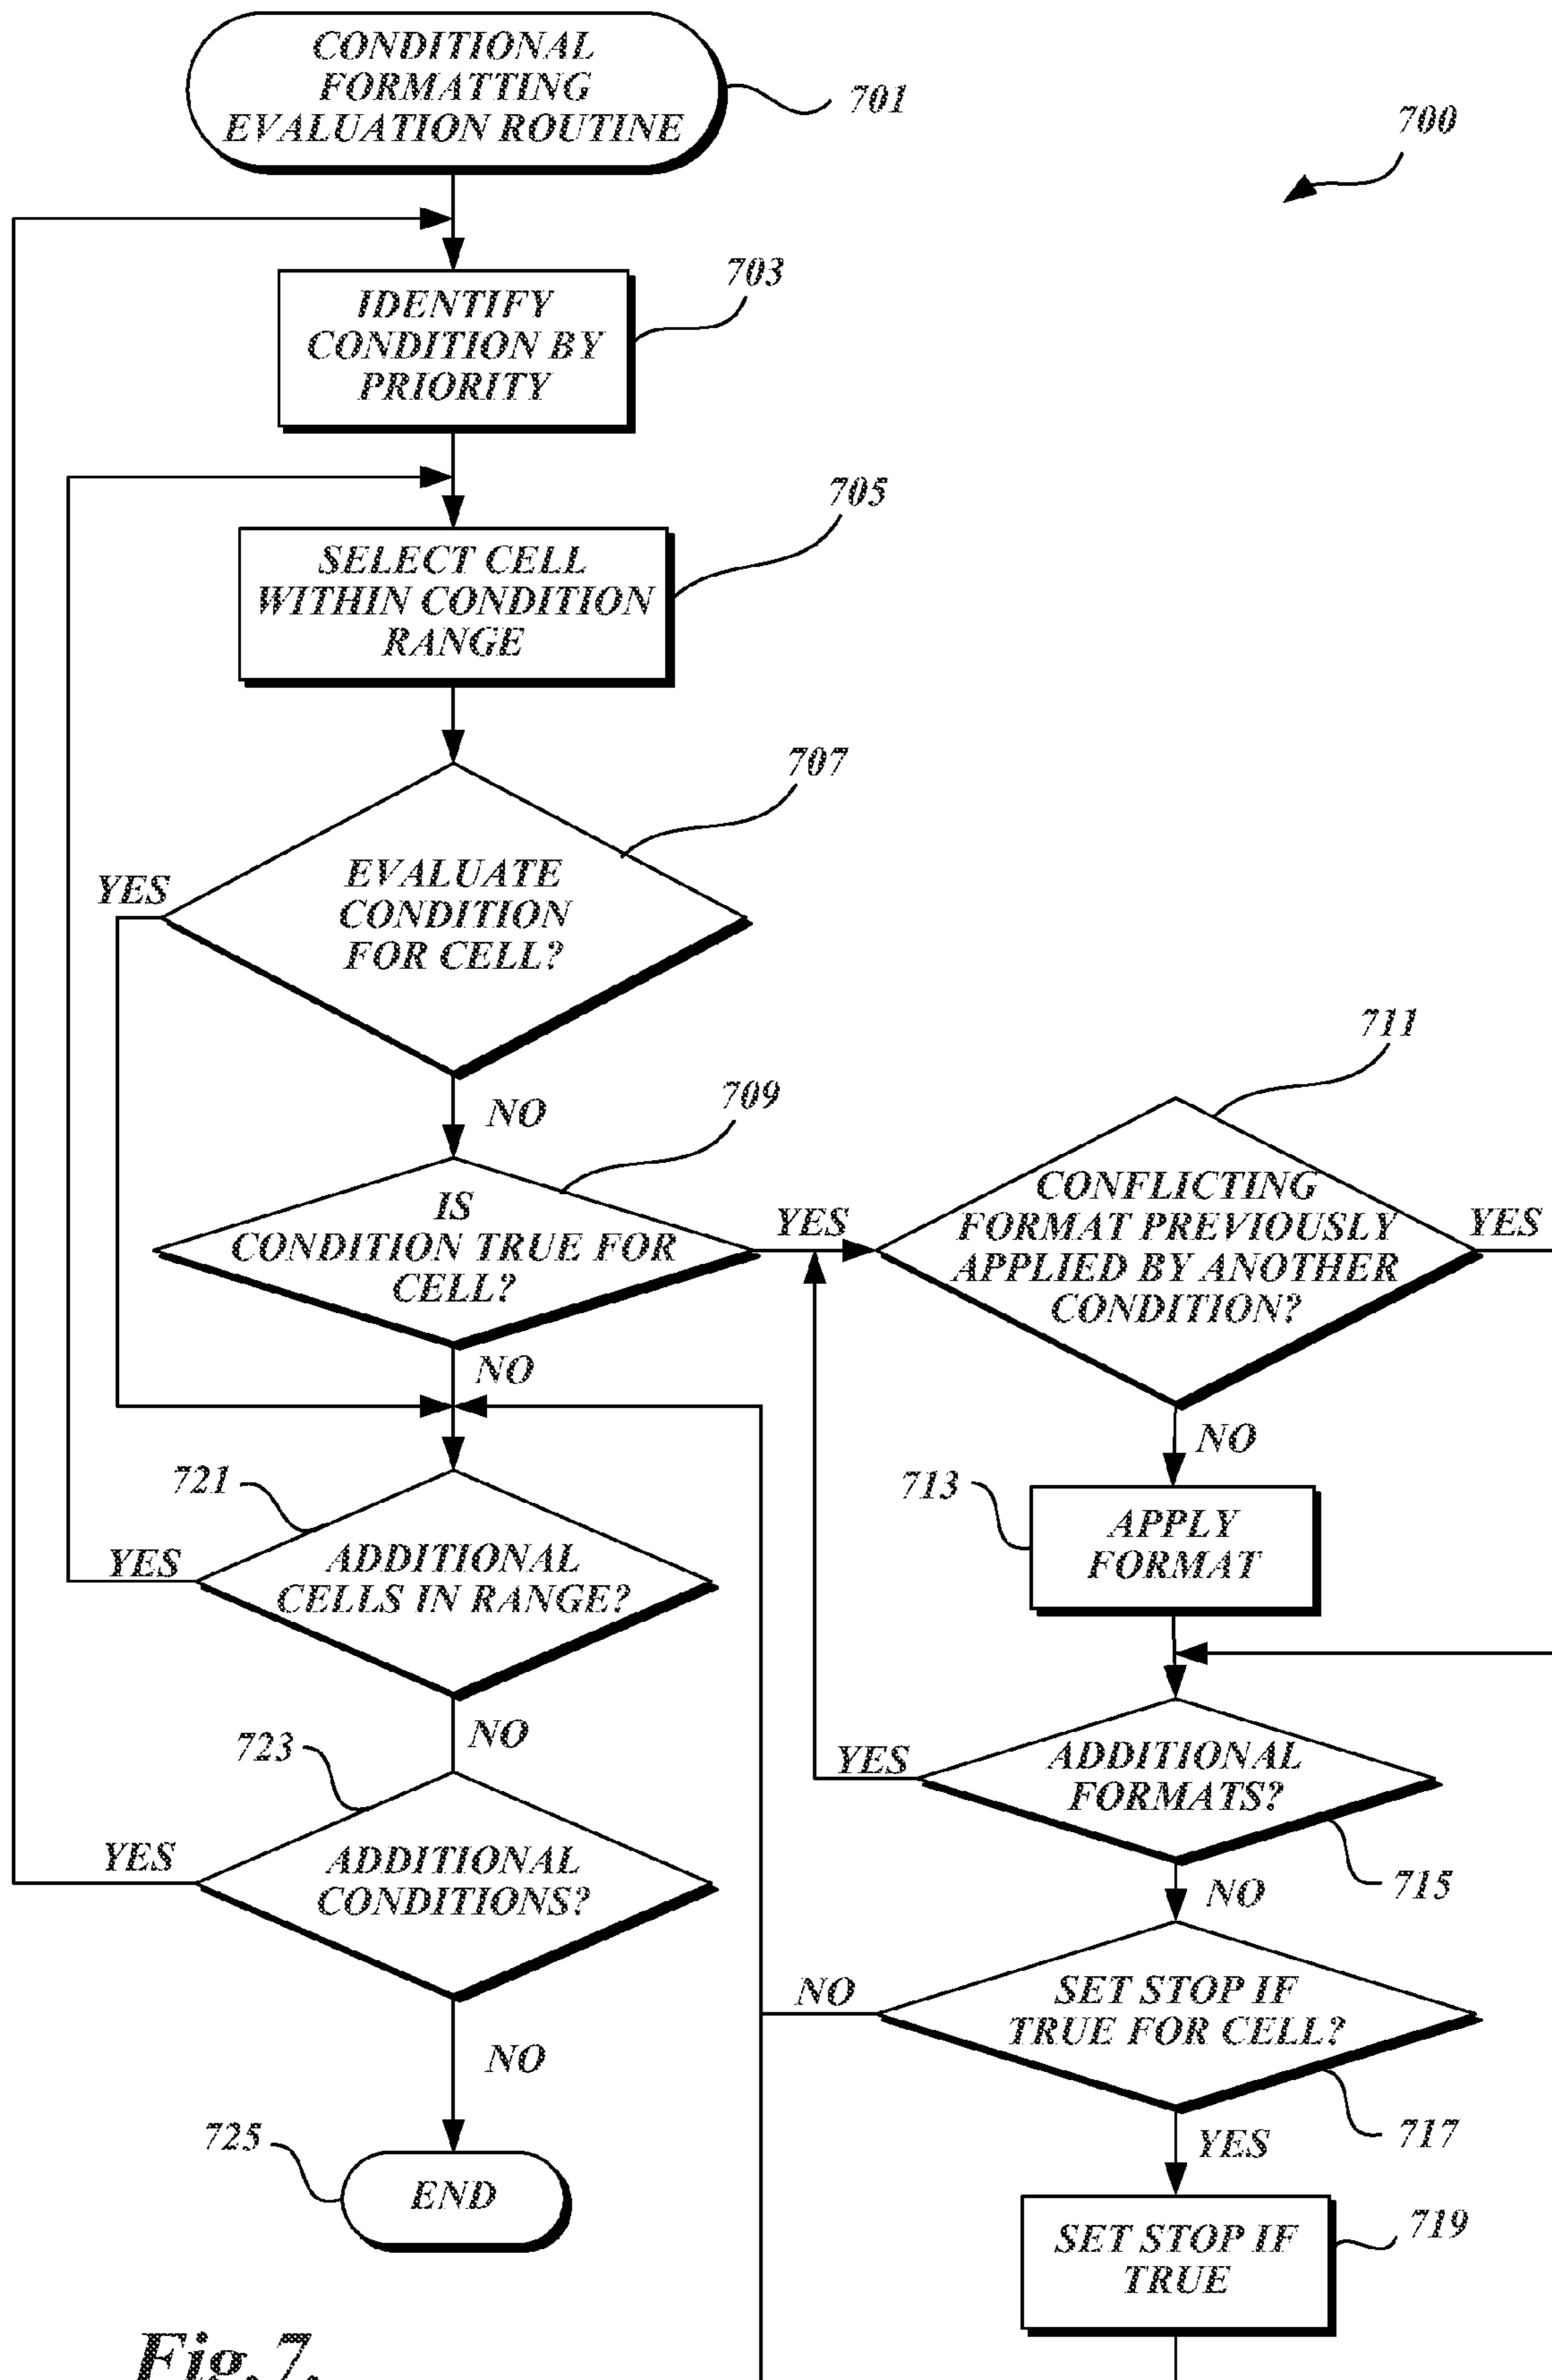 CONDITIONAL
FORMATTING
EVALUATION ROUTINE
701
700
703
IDENTIFY
CONDITION BY
PRIORITY
705
SELECT CELL
WITHIN CONDITION
RANGE
707
YES
EVALUATE
CONDITION
FOR CELL?
NO
709
IS
CONDITION TRUE FOR
CELL?
YES
711
CONFLICTING
FORMAT PREVIOUSLY
APPLIED BY ANOTHER
CONDITION?
YES
NO
NO
713
APPLY
FORMAT
721
YES
ADDITIONAL
CELLS IN RANGE?
NO
YES
ADDITIONAL
FORMATS?
715
NO
723
YES
ADDITIONAL
CONDITIONS?
NO
NO
SET STOP IF
TRUE FOR CELL?
717
YES
725
END
SET STOP IF
TRUE
719
Fig.7.